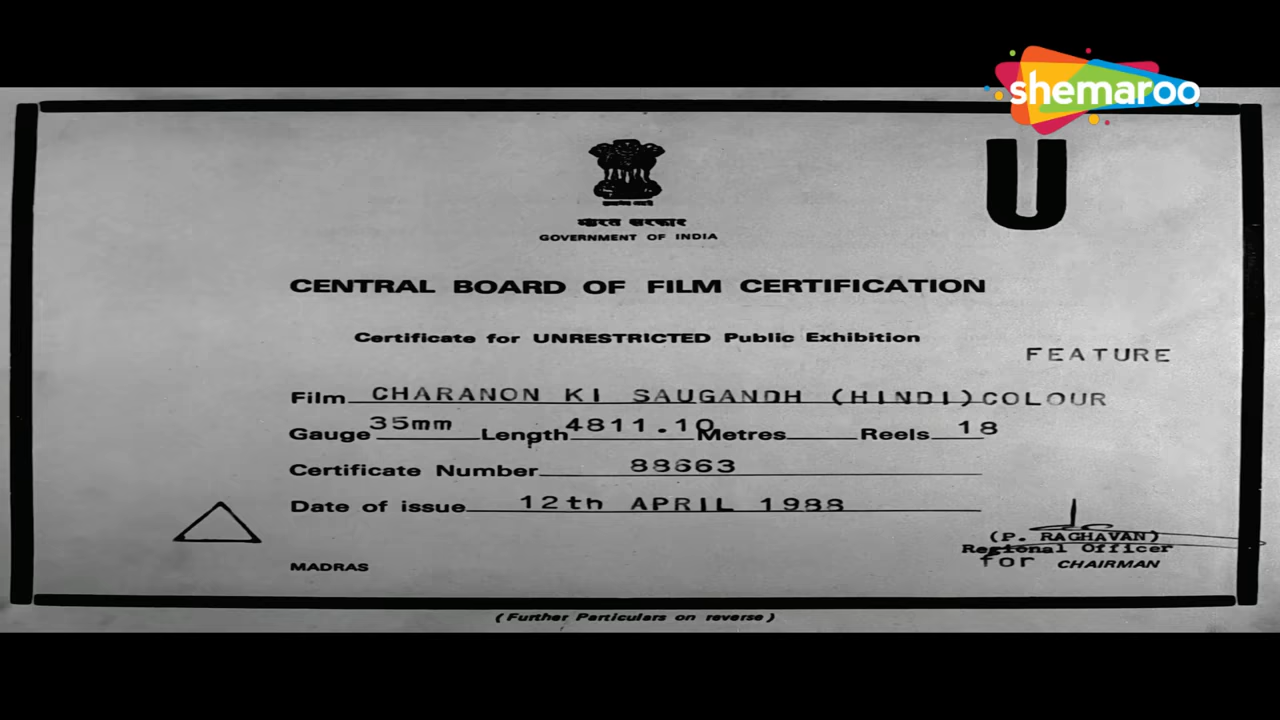 shemaroo
U
भारत सरकार
GOVERNMENT OF INDIA
CENTRAL BOARD OF FILM CERTIFICATION
Certificate for UNRESTRICTED Public Exhibition
FEATURE
Film CHARANON KI SAUGANDH (HINDI) COLOUR
Gauge 35mm Length 4811.10 Metres Reels 18
Certificate Number 88663
Date of issue 12th APRIL 1988
(P. RAGHAVAN)
Regional Officer
for CHAIRMAN
MADRAS
(Further Particulars on reverse)